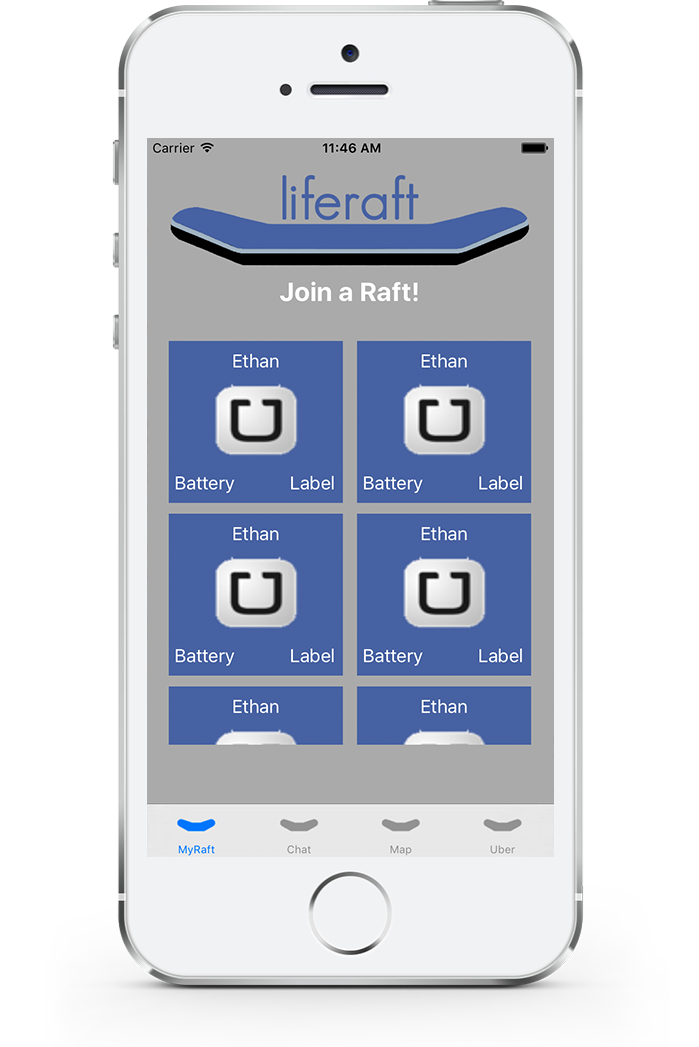 Carrier 11:46 AM
liferaft
Join a Raft!
Ethan Ethan
Battery Label Battery Label
Ethan Ethan
Battery Label Battery Label
Ethan Ethan
MyRaft Chat Map Uber